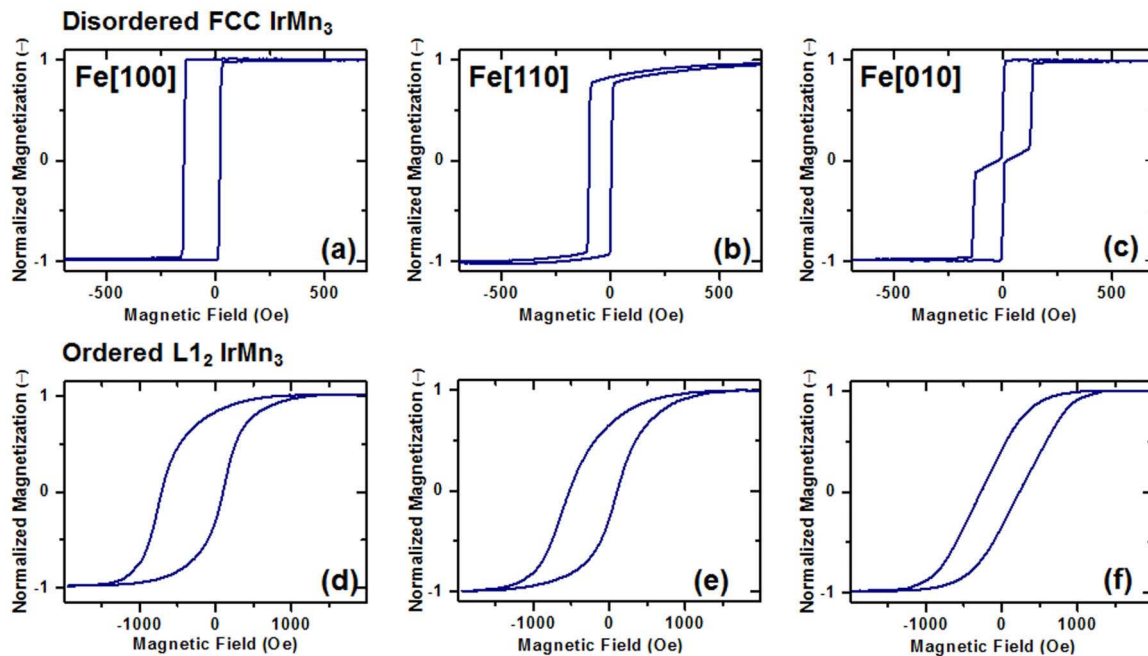 Disordered FCC IrMn₃
Fe[100]
Normalized Magnetization (–)
1
0
-1
-500
0
500
Magnetic Field (Oe)
(a)
Fe[110]
Normalized Magnetization (–)
1
0
-1
-500
0
500
Magnetic Field (Oe)
(b)
Fe[010]
Normalized Magnetization (–)
1
0
-1
-500
0
500
Magnetic Field (Oe)
(c)
Ordered L1₂ IrMn₃
Normalized Magnetization (–)
1
0
-1
-1000
0
1000
Magnetic Field (Oe)
(d)
Normalized Magnetization (–)
1
0
-1
-1000
0
1000
Magnetic Field (Oe)
(e)
Normalized Magnetization (–)
1
0
-1
-1000
0
1000
Magnetic Field (Oe)
(f)